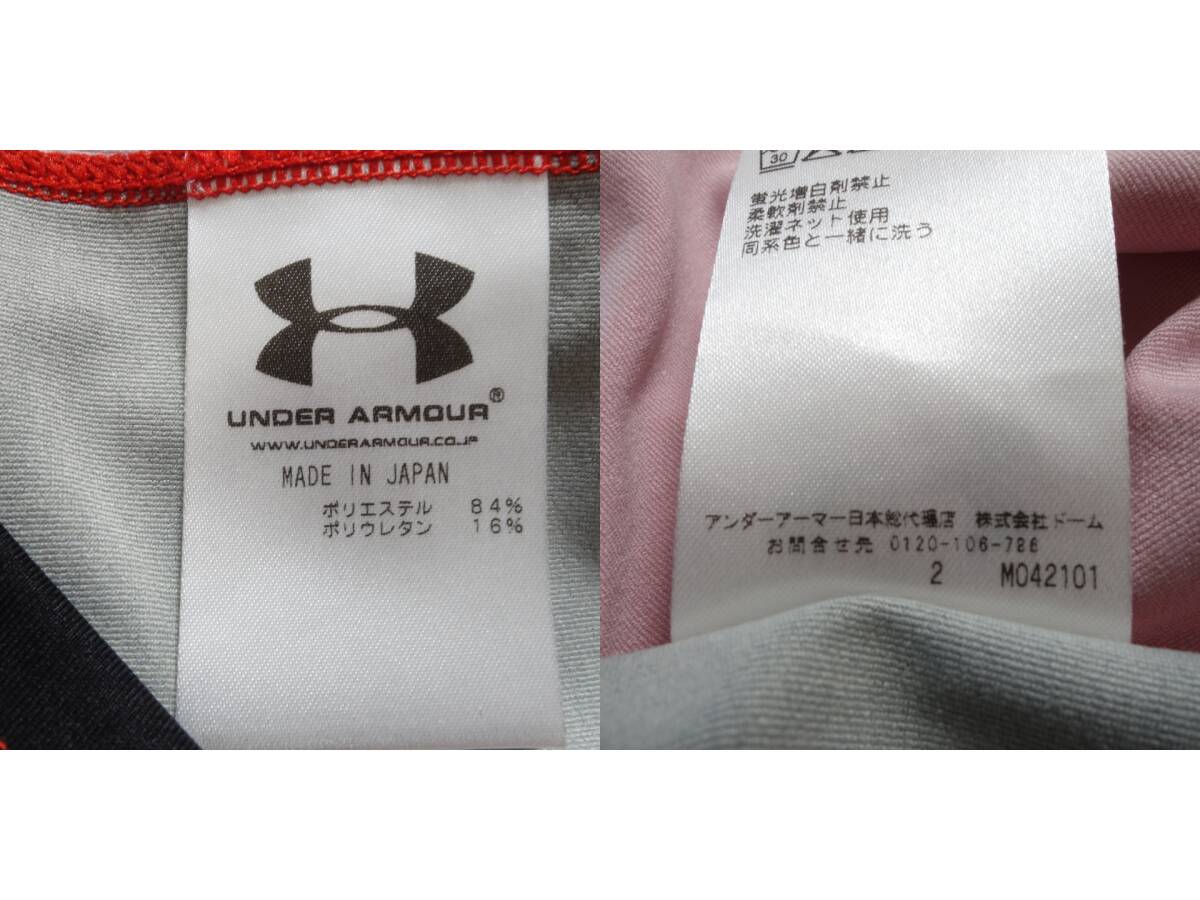 UNDER ARMOUR®
WWW.UNDERARMOUR.CO.JP
MADE IN JAPAN
ポリエステル 84%
ポリウレタン 16%
30
蛍光増白剤禁止
柔軟剤禁止
洗濯ネット使用
同系色と一緒に洗う
アンダーアーマー日本総代理店 株式会社ドーム
お問合せ先 0120-106-786
2 MO42101